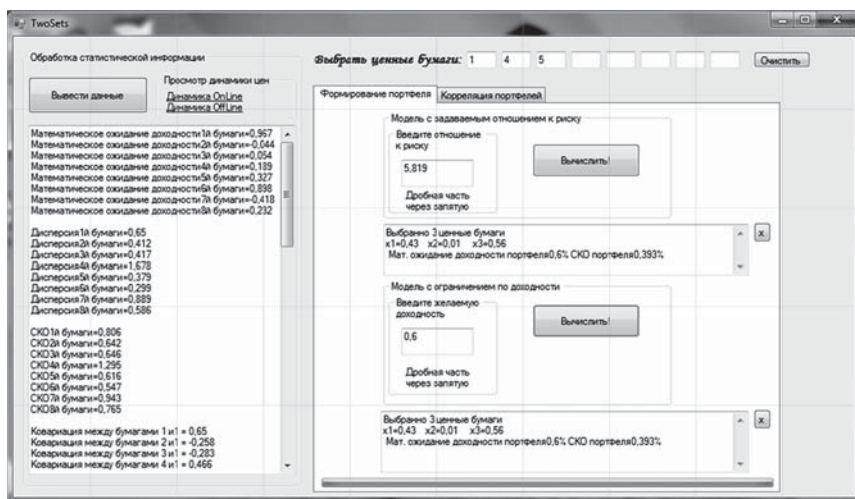 TwoSets
Обработка статистической информации
Вывести данные
Просмотр динамики цен
Динамика OnLine
Динамика OffLine
Математическое ожидание доходности1й бумаги=0,967
Математическое ожидание доходности2й бумаги=-0,044
Математическое ожидание доходности3й бумаги=0,054
Математическое ожидание доходности4й бумаги=0,189
Математическое ожидание доходности5й бумаги=0,327
Математическое ожидание доходности6й бумаги=0,898
Математическое ожидание доходности7й бумаги=-0,418
Математическое ожидание доходности8й бумаги=0,232
Дисперсия1й бумаги=0,65
Дисперсия2й бумаги=0,412
Дисперсия3й бумаги=0,417
Дисперсия4й бумаги=1,678
Дисперсия5й бумаги=0,379
Дисперсия6й бумаги=0,299
Дисперсия7й бумаги=0,889
Дисперсия8й бумаги=0,586
СКО1й бумаги=0,806
СКО2й бумаги=0,642
СКО3й бумаги=0,646
СКО4й бумаги=1,295
СКО5й бумаги=0,616
СКО6й бумаги=0,547
СКО7й бумаги=0,943
СКО8й бумаги=0,765
Ковариация между бумагами 1 и1 = 0,65
Ковариация между бумагами 2 и1 = -0,258
Ковариация между бумагами 3 и1 = -0,283
Ковариация между бумагами 4 и1 = 0,466
Выбрать ценные бумаги: 1 4 5
Очистить
Формирование портфеля Корреляция портфелей
Модель с задаваемым отношением к риску
Введите отношение
к риску
5,819
Дробная часть
через запятую
Вычислить!
Выбранно 3 ценные бумаги
x1=0,43 x2=0,01 x3=0,56
Мат. ожидание доходности портфеля0,6% СКО портфеля0,393%
x
Модель с ограничением по доходности
Введите желаемую
доходность
0,6
Дробная часть
через запятую
Вычислить!
Выбранно 3 ценные бумаги
x1=0,43 x2=0,01 x3=0,56
Мат. ожидание доходности портфеля0,6% СКО портфеля0,393%
x